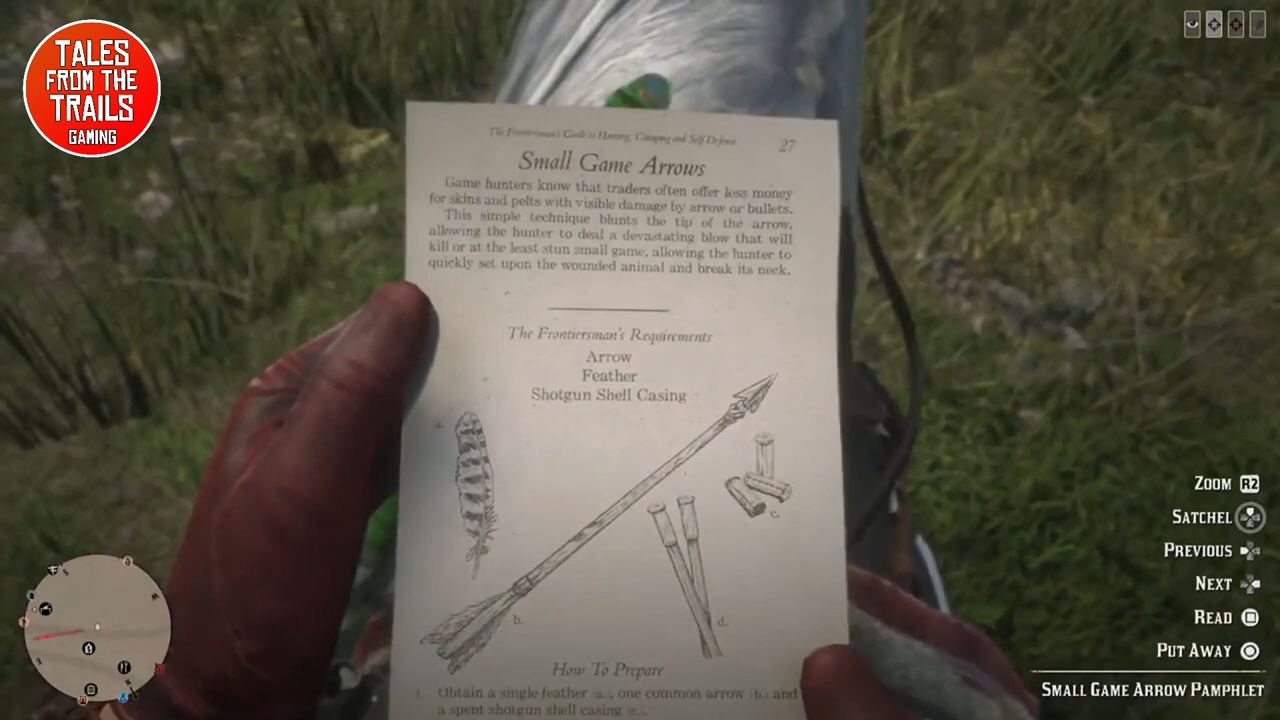 TALES
FROM THE
TRAILS
GAMING
The Frontiersman's Guide to Hunting, Camping and Self Defense
27
Small Game Arrows
Game hunters know that traders often offer less money
for skins and pelts with visible damage by arrow or bullets.
This simple technique blunts the tip of the arrow,
allowing the hunter to deal a devastating blow that will
kill or at the least stun small game, allowing the hunter to
quickly set upon the wounded animal and break its neck.
The Frontiersman's Requirements
Arrow
Feather
Shotgun Shell Casing
a.
c.
b.
d.
How To Prepare
1 Obtain a single feather (a.), one common arrow (b.) and
a spent shotgun shell casing (c.).
ZOOM R2
SATCHEL
PREVIOUS
NEXT
READ
PUT AWAY
SMALL GAME ARROW PAMPHLET
S
W
E
N